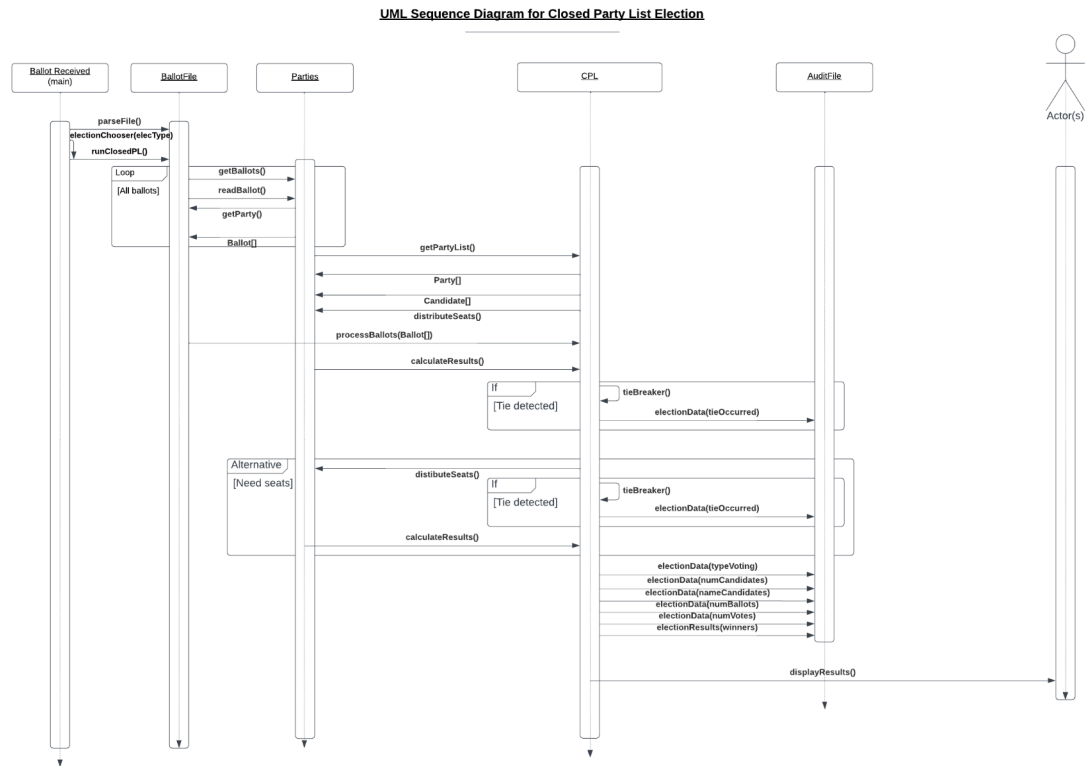 UML Sequence Diagram for Closed Party List Election
Ballot Received
(main)
BallotFile
Parties
CPL
AuditFile
Actor(s)
parseFile()
electionChooser(elecType)
runClosedPL()
Loop
[All ballots]
getBallots()
readBallot()
getParty()
Ballot[]
getPartyList()
Party[]
Candidate[]
distributeSeats()
processBallots(Ballot[])
calculateResults()
If
[Tie detected]
tieBreaker()
electionData(tieOccurred)
Alternative
[Need seats]
distibuteSeats()
If
[Tie detected]
tieBreaker()
electionData(tieOccurred)
calculateResults()
electionData(typeVoting)
electionData(numCandidates)
electionData(nameCandidates)
electionData(numBallots)
electionData(numVotes)
electionResults(winners)
displayResults()